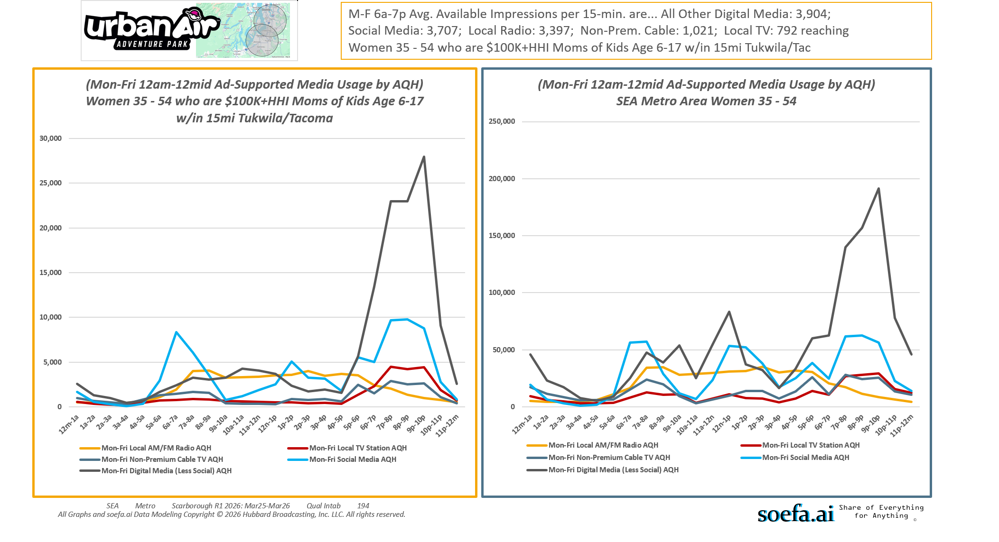 urbanAir
ADVENTURE PARK
M-F 6a-7p Avg. Available Impressions per 15-min. are... All Other Digital Media: 3,904;
Social Media: 3,707; Local Radio: 3,397; Non-Prem. Cable: 1,021; Local TV: 792 reaching
Women 35 - 54 who are $100K+HHI Moms of Kids Age 6-17 w/in 15mi Tukwila/Tac
(Mon-Fri 12am-12mid Ad-Supported Media Usage by AQH)
Women 35 - 54 who are $100K+HHI Moms of Kids Age 6-17
w/in 15mi Tukwila/Tacoma
30,000
25,000
20,000
15,000
10,000
5,000
0
12m-1a
1a-2a
2a-3a
3a-4a
4a-5a
5a-6a
6a-7a
7a-8a
8a-9a
9a-10a
10a-11a
11a-12n
12n-1p
1p-2p
2p-3p
3p-4p
4p-5p
5p-6p
6p-7p
7p-8p
8p-9p
9p-10p
10p-11p
11p-12m
Mon-Fri Local AM/FM Radio AQH
Mon-Fri Local TV Station AQH
Mon-Fri Non-Premium Cable TV AQH
Mon-Fri Social Media AQH
Mon-Fri Digital Media (Less Social) AQH
(Mon-Fri 12am-12mid Ad-Supported Media Usage by AQH)
SEA Metro Area Women 35 - 54
250,000
200,000
150,000
100,000
50,000
0
12m-1a
1a-2a
2a-3a
3a-4a
4a-5a
5a-6a
6a-7a
7a-8a
8a-9a
9a-10a
10a-11a
11a-12n
12n-1p
1p-2p
2p-3p
3p-4p
4p-5p
5p-6p
6p-7p
7p-8p
8p-9p
9p-10p
10p-11p
11p-12m
Mon-Fri Local AM/FM Radio AQH
Mon-Fri Local TV Station AQH
Mon-Fri Non-Premium Cable TV AQH
Mon-Fri Social Media AQH
Mon-Fri Digital Media (Less Social) AQH
SEA Metro Scarborough R1 2026: Mar25-Mar26 Qual Intab 194
All Graphs and soefa.ai Data Modeling Copyright © 2026 Hubbard Broadcasting, Inc. LLC. All rights reserved.
soefa.ai
Share of Everything
for Anything ©